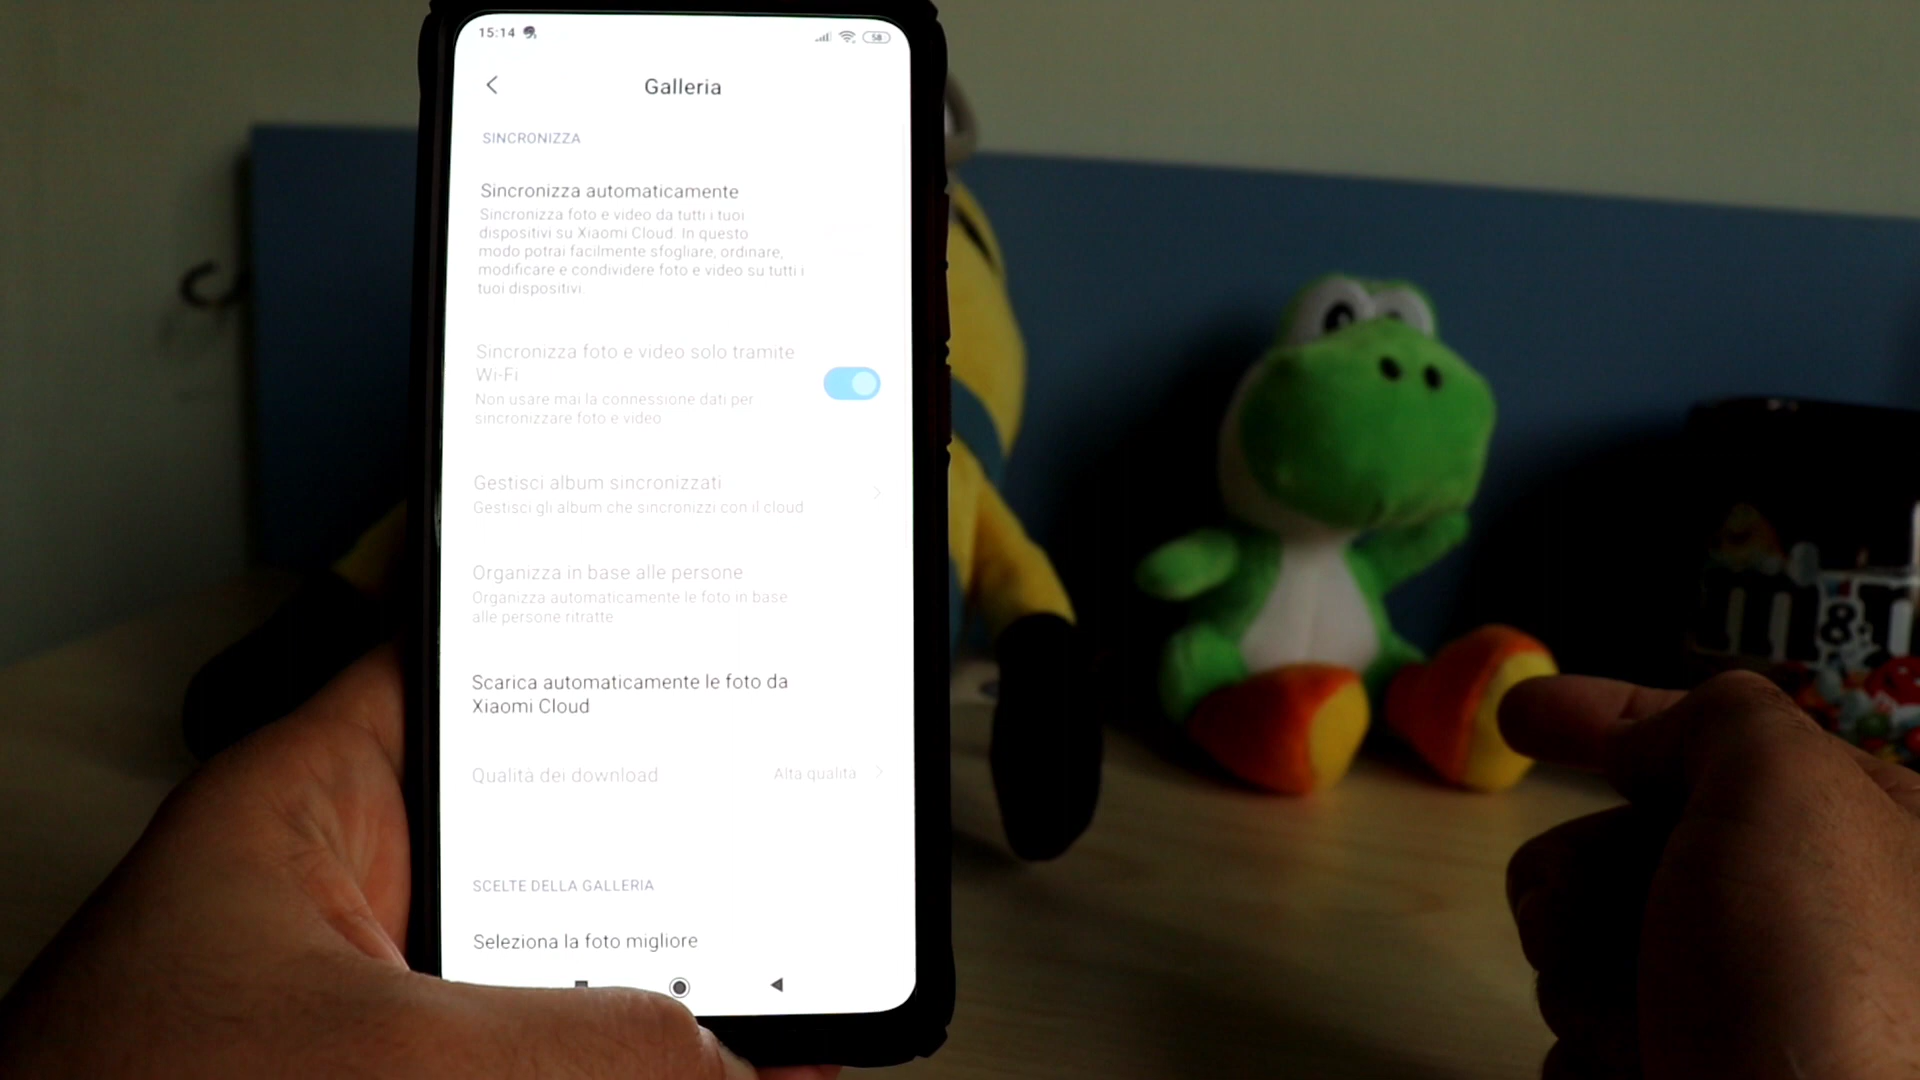 15:14
58
Galleria
SINCRONIZZA
Sincronizza automaticamente
Sincronizza foto e video da tutti i tuoi
dispositivi su Xiaomi Cloud. In questo
modo potrai facilmente sfogliare, ordinare,
modificare e condividere foto e video su tutti i
tuoi dispositivi
Sincronizza foto e video solo tramite
Wi-Fi
Non usare mai la connessione dati per
sincronizzare foto e video
Gestisci album sincronizzati
Gestisci gli album che sincronizzi con il cloud
Organizza in base alle persone
Organizza automaticamente le foto in base
alle persone ritratte
Scarica automaticamente le foto da
Xiaomi Cloud
Qualità dei download
Alta qualità
SCELTE DELLA GALLERIA
Seleziona la foto migliore
8